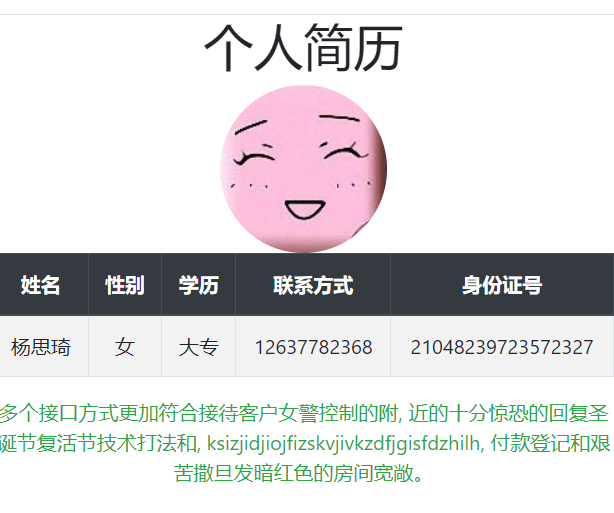 个人简历
姓名 性别 学历 联系方式 身份证号
杨思琦 女 大专 12637782368 21048239723572327
多个接口方式更加符合接待客户女警控制的附, 近的十分惊恐的回复圣
诞节复活节技术打法和, ksizjidjiojfizskvjivkzdfjgisfdzhilh, 付款登记和艰
苦撒旦发暗红色的房间宽敞。